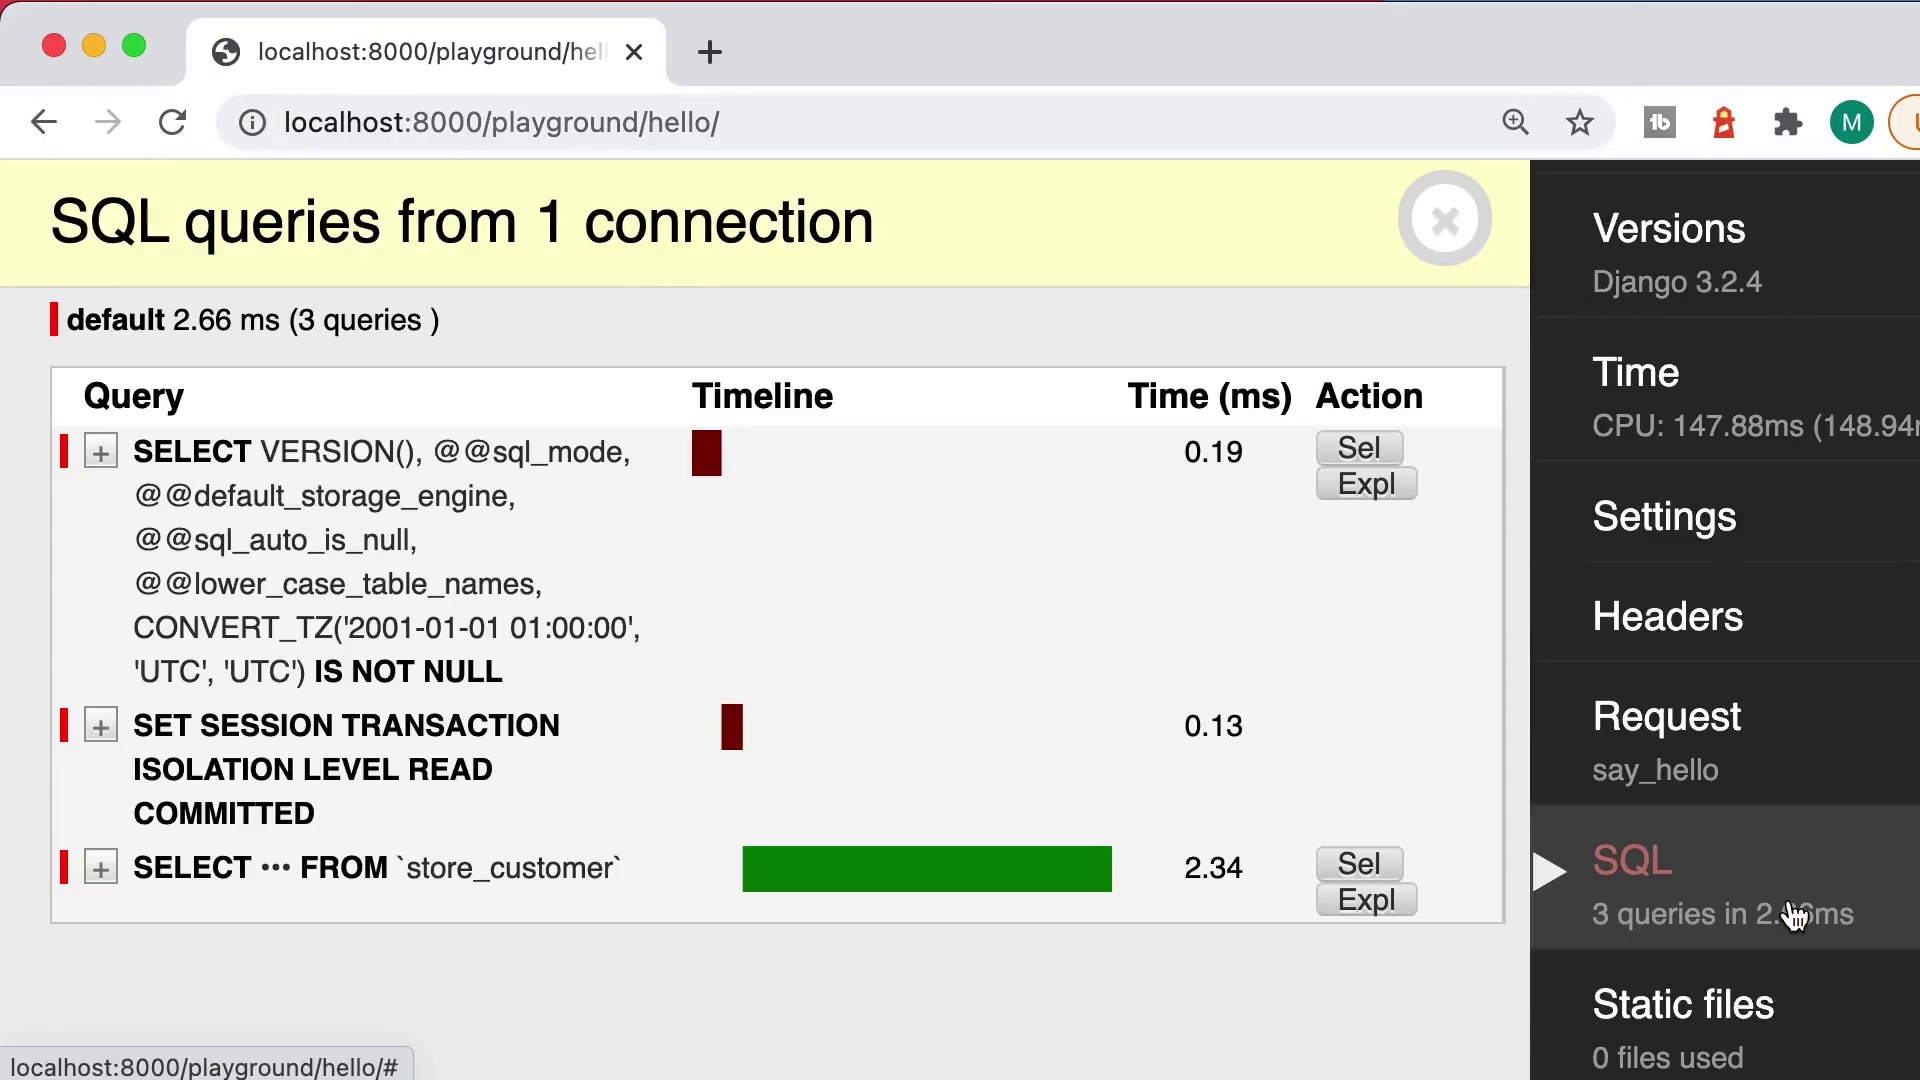 localhost:8000/playground/hel
localhost:8000/playground/hello/
M
SQL queries from 1 connection
default 2.66 ms (3 queries )
Query Timeline Time (ms) Action
SELECT VERSION(), @@sql_mode, 0.19 Sel
@@default_storage_engine, Expl
@@sql_auto_is_null,
@@lower_case_table_names,
CONVERT_TZ('2001-01-01 01:00:00',
'UTC', 'UTC') IS NOT NULL
SET SESSION TRANSACTION 0.13
ISOLATION LEVEL READ
COMMITTED
SELECT ••• FROM `store_customer` 2.34 Sel
Expl
Versions
Django 3.2.4
Time
CPU: 147.88ms (148.94
Settings
Headers
Request
say_hello
SQL
3 queries in
Static files
0 files used
localhost:8000/playground/hello/#